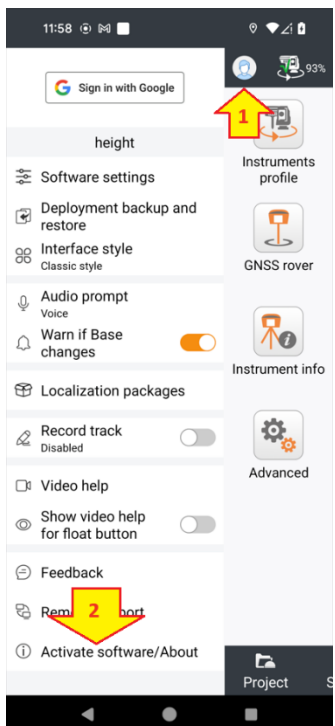 11:58
93%
Sign in with Google
1
height
Instruments
profile
Software settings
Deployment backup and
restore
Interface style
Classic style
GNSS rover
Audio prompt
Voice
Warn if Base
changes
Instrument info
Localization packages
Record track
Disabled
Advanced
Video help
Show video help
for float button
Feedback
2
Activate software/About
Project
S